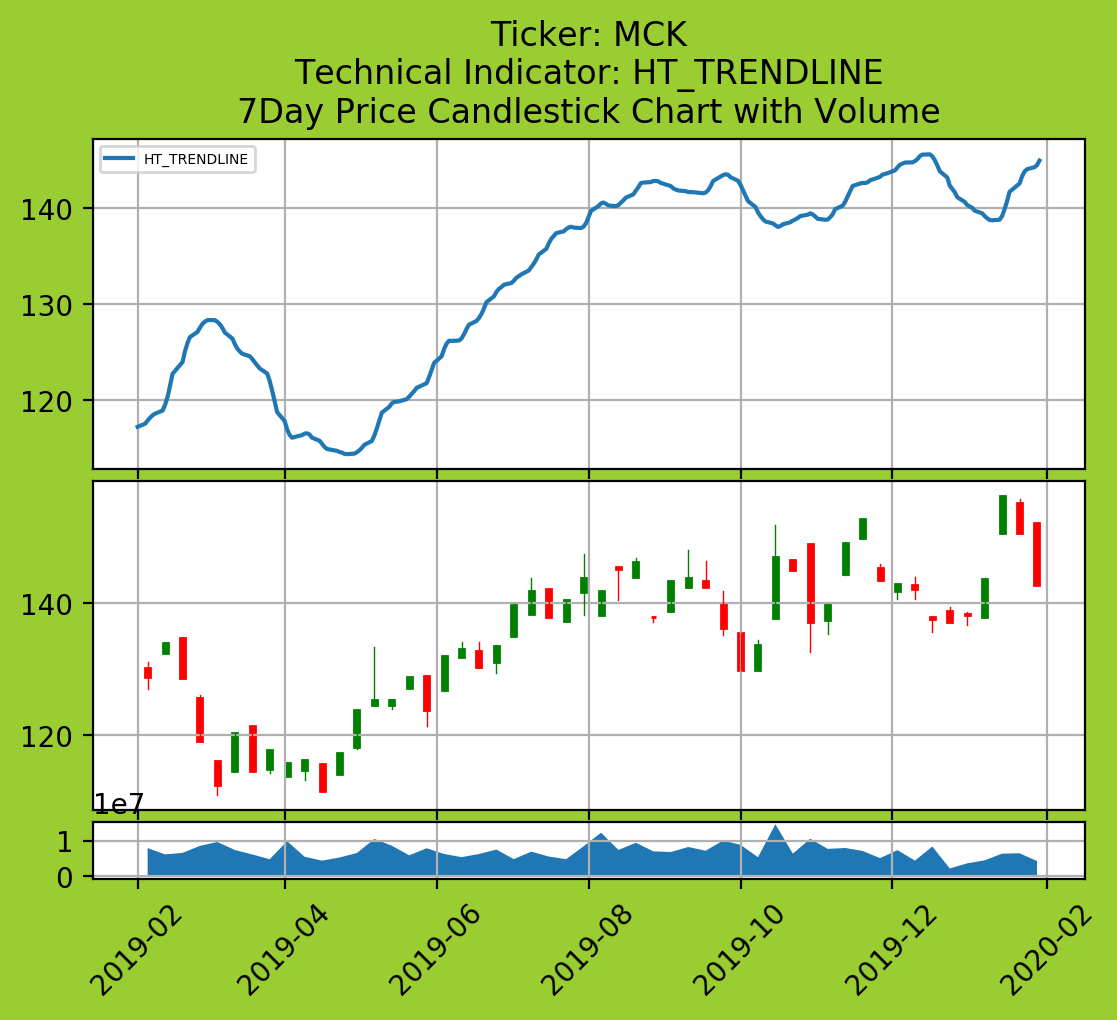 Ticker: MCK
Technical Indicator: HT_TRENDLINE
7Day Price Candlestick Chart with Volume
HT_TRENDLINE
140
130
120
140
120
1e7
1
0
2019-02
2019-04
2019-06
2019-08
2019-10
2019-12
2020-02